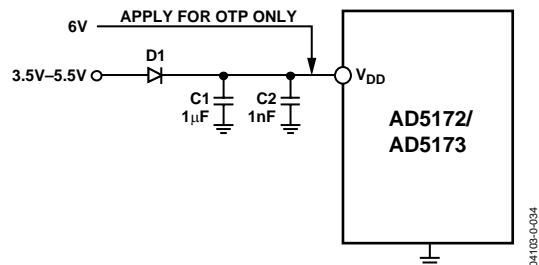 APPLY FOR OTP ONLY
6V
D1
3.5V–5.5V
VDD
C1
1μF
C2
1nF
AD5172/
AD5173
04103-0-034